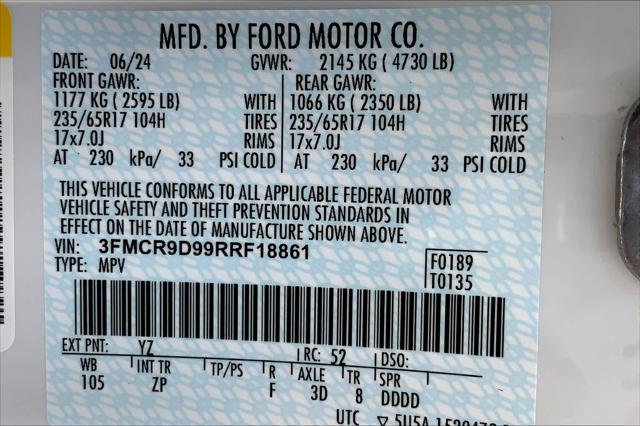 MFD. BY FORD MOTOR CO.
DATE: 06/24 GVWR: 2145 KG ( 4730 LB)
FRONT GAWR: REAR GAWR:
1177 KG ( 2595 LB) WITH 1066 KG ( 2350 LB) WITH
235/65R17 104H TIRES 235/65R17 104H TIRES
17x7.0J RIMS 17x7.0J RIMS
AT 230 kPa/ 33 PSI COLD AT 230 kPa/ 33 PSI COLD
THIS VEHICLE CONFORMS TO ALL APPLICABLE FEDERAL MOTOR
VEHICLE SAFETY AND THEFT PREVENTION STANDARDS IN
EFFECT ON THE DATE OF MANUFACTURE SHOWN ABOVE.
VIN: 3FMCR9D99RRF18861
TYPE: MPV
F0189
T0135
EXT PNT: YZ RC: 52 DSO:
WB INT TR TP/PS R AXLE TR SPR
105 ZP F 3D 8 DDDD
UTC